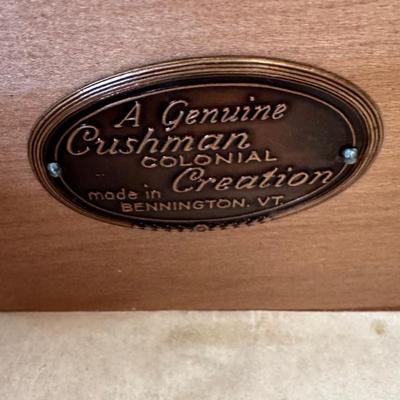 A Genuine
Cushman
COLONIAL
made in Creation
BENNINGTON. VT.